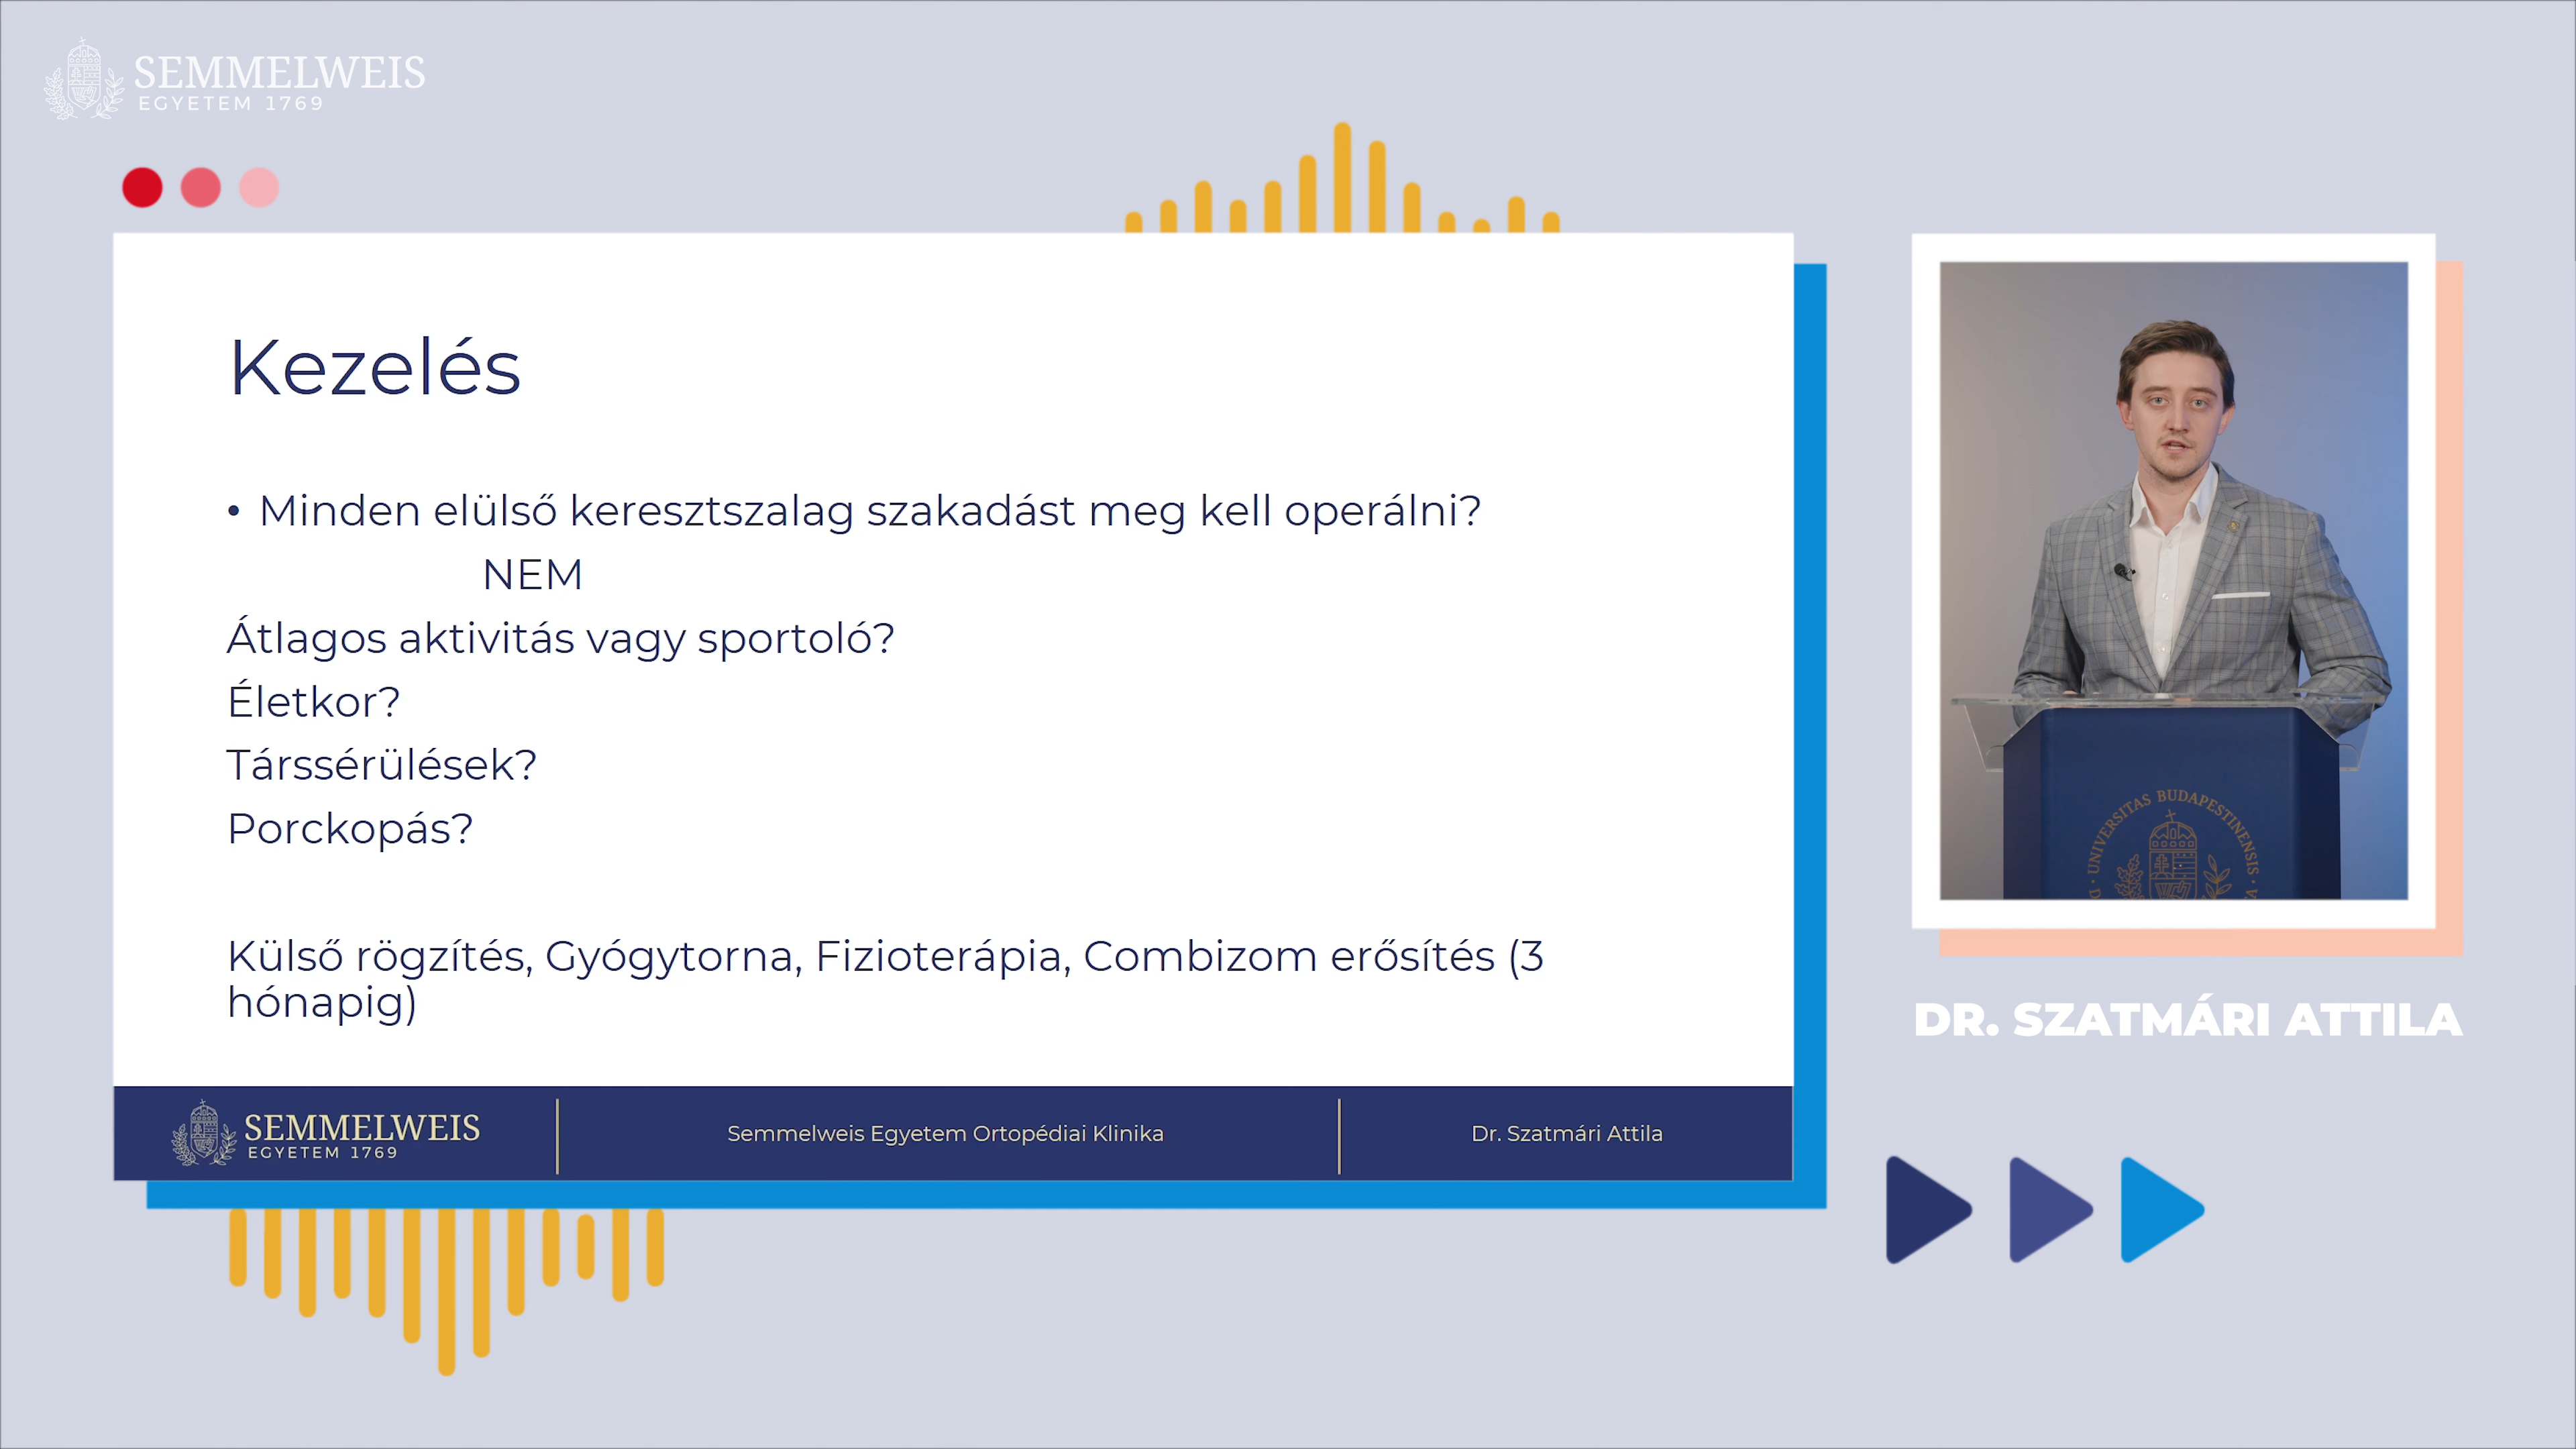 SEMMELWEIS
EGYETEM 1769
Kezelés
• Minden elülső keresztszalag szakadást meg kell operálni?
NEM
Átlagos aktivitás vagy sportoló?
Életkor?
Társsérülések?
Porckopás?
Külső rögzítés, Gyógytorna, Fizioterápia, Combizom erősítés (3
hónapig)
SEMMELWEIS
EGYETEM 1769
Semmelweis Egyetem Ortopédiai Klinika
Dr. Szatmári Attila
UNIVERSITAS BUDAPESTINENSIS
DR. SZATMÁRI ATTILA